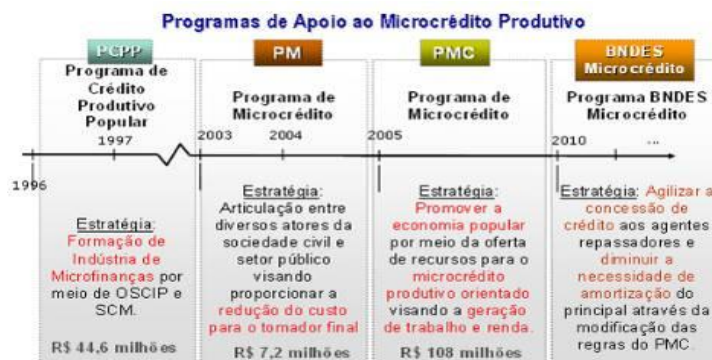 Programas de Apoio ao Microcrédito Produtivo
PCPP
Programa de
Crédito
Produtivo
Popular
1997
1996
Estratégia:
Formação de
Indústria de
Microfinanças por
meio de OSCIP e
SCM.
R$ 44,6 milhões
PM
Programa de
Microcrédito
2003
2004
Estratégia:
Articulação entre
diversos atores da
sociedade civil e
setor público
visando
proporcionar a
redução do custo
para o tomador final
R$ 7,2 milhões
PMC
Programa de
Microcrédito
2005
Estratégia:
Promover a
economia popular
por meio da oferta
de recursos para o
microcrédito
produtivo orientado
visando a geração
de trabalho e renda.
R$ 108 milhões
BNDES
Microcrédito
Programa BNDES
Microcrédito
2010
...
Estratégia: Agilizar a
concessão de
crédito aos agentes
repassadores e
diminuir a
necessidade de
amortização do
principal através da
modificação das
regras do PMC.